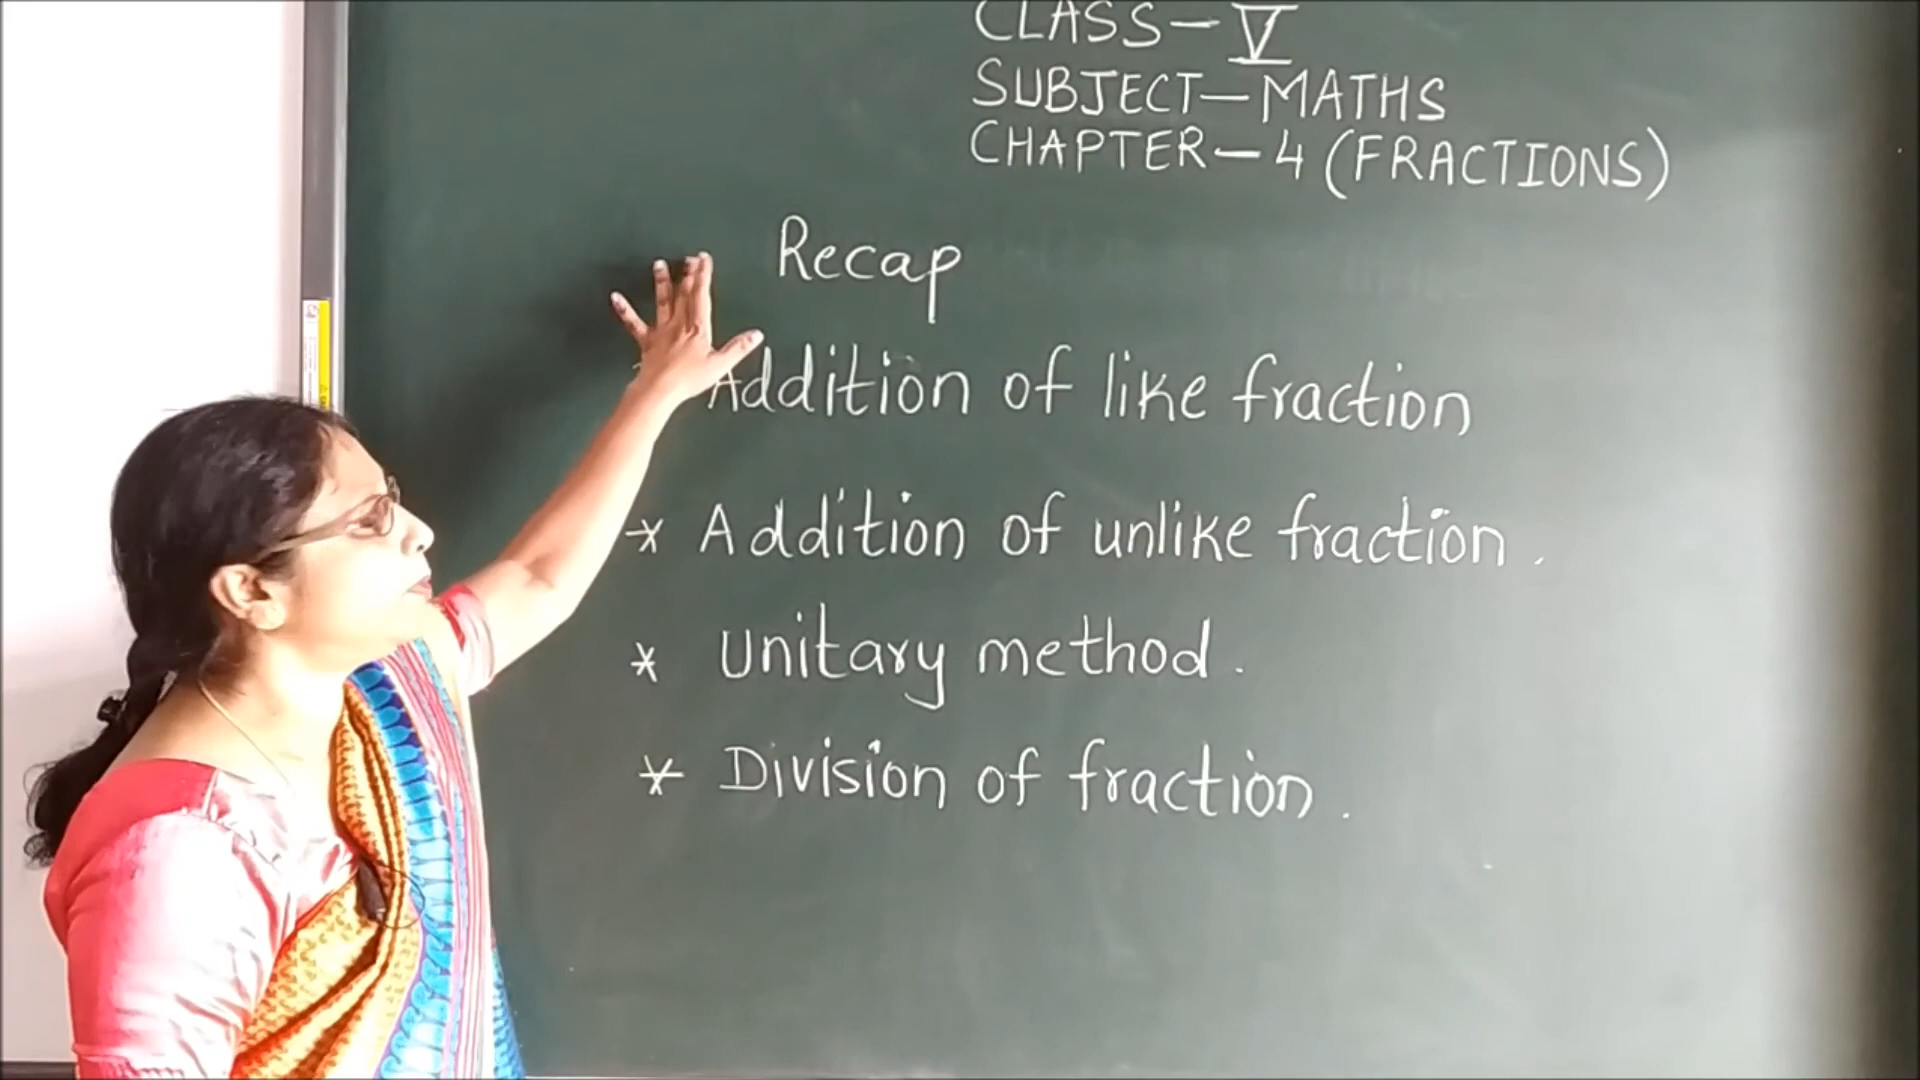 CLASS – V
SUBJECT – MATHS
CHAPTER – 4 (FRACTIONS)
Recap
Addition of like fraction
* Addition of unlike fraction .
* Unitary method .
* Division of fraction .